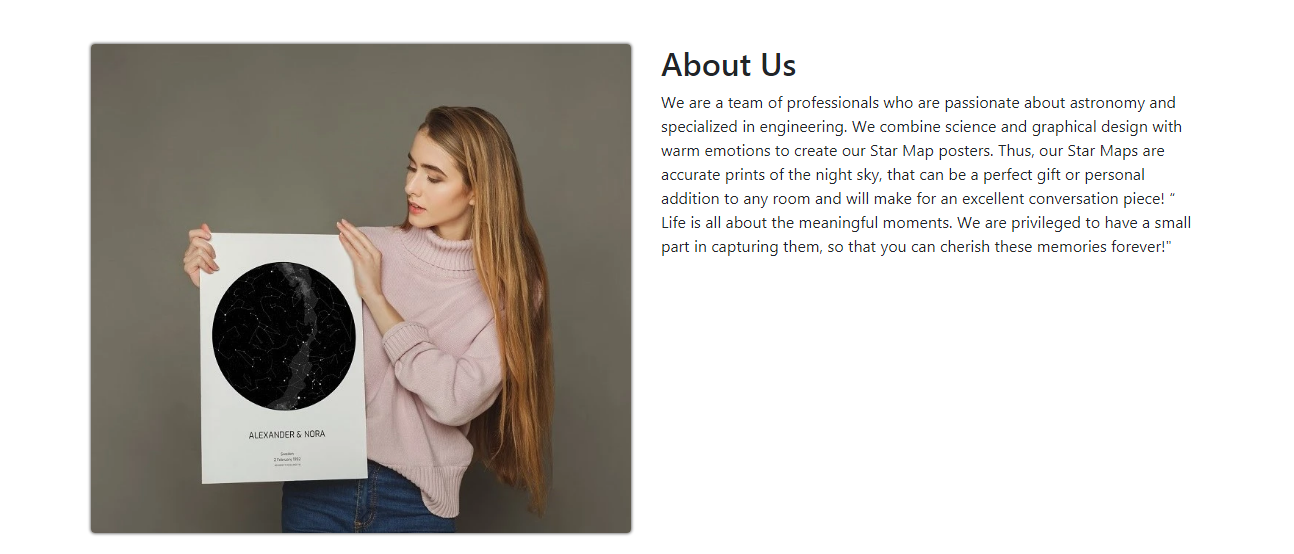 About Us
We are a team of professionals who are passionate about astronomy and
specialized in engineering. We combine science and graphical design with
warm emotions to create our Star Map posters. Thus, our Star Maps are
accurate prints of the night sky, that can be a perfect gift or personal
addition to any room and will make for an excellent conversation piece! “
Life is all about the meaningful moments. We are privileged to have a small
part in capturing them, so that you can cherish these memories forever!"
ALEXANDER & NORA
Sweden